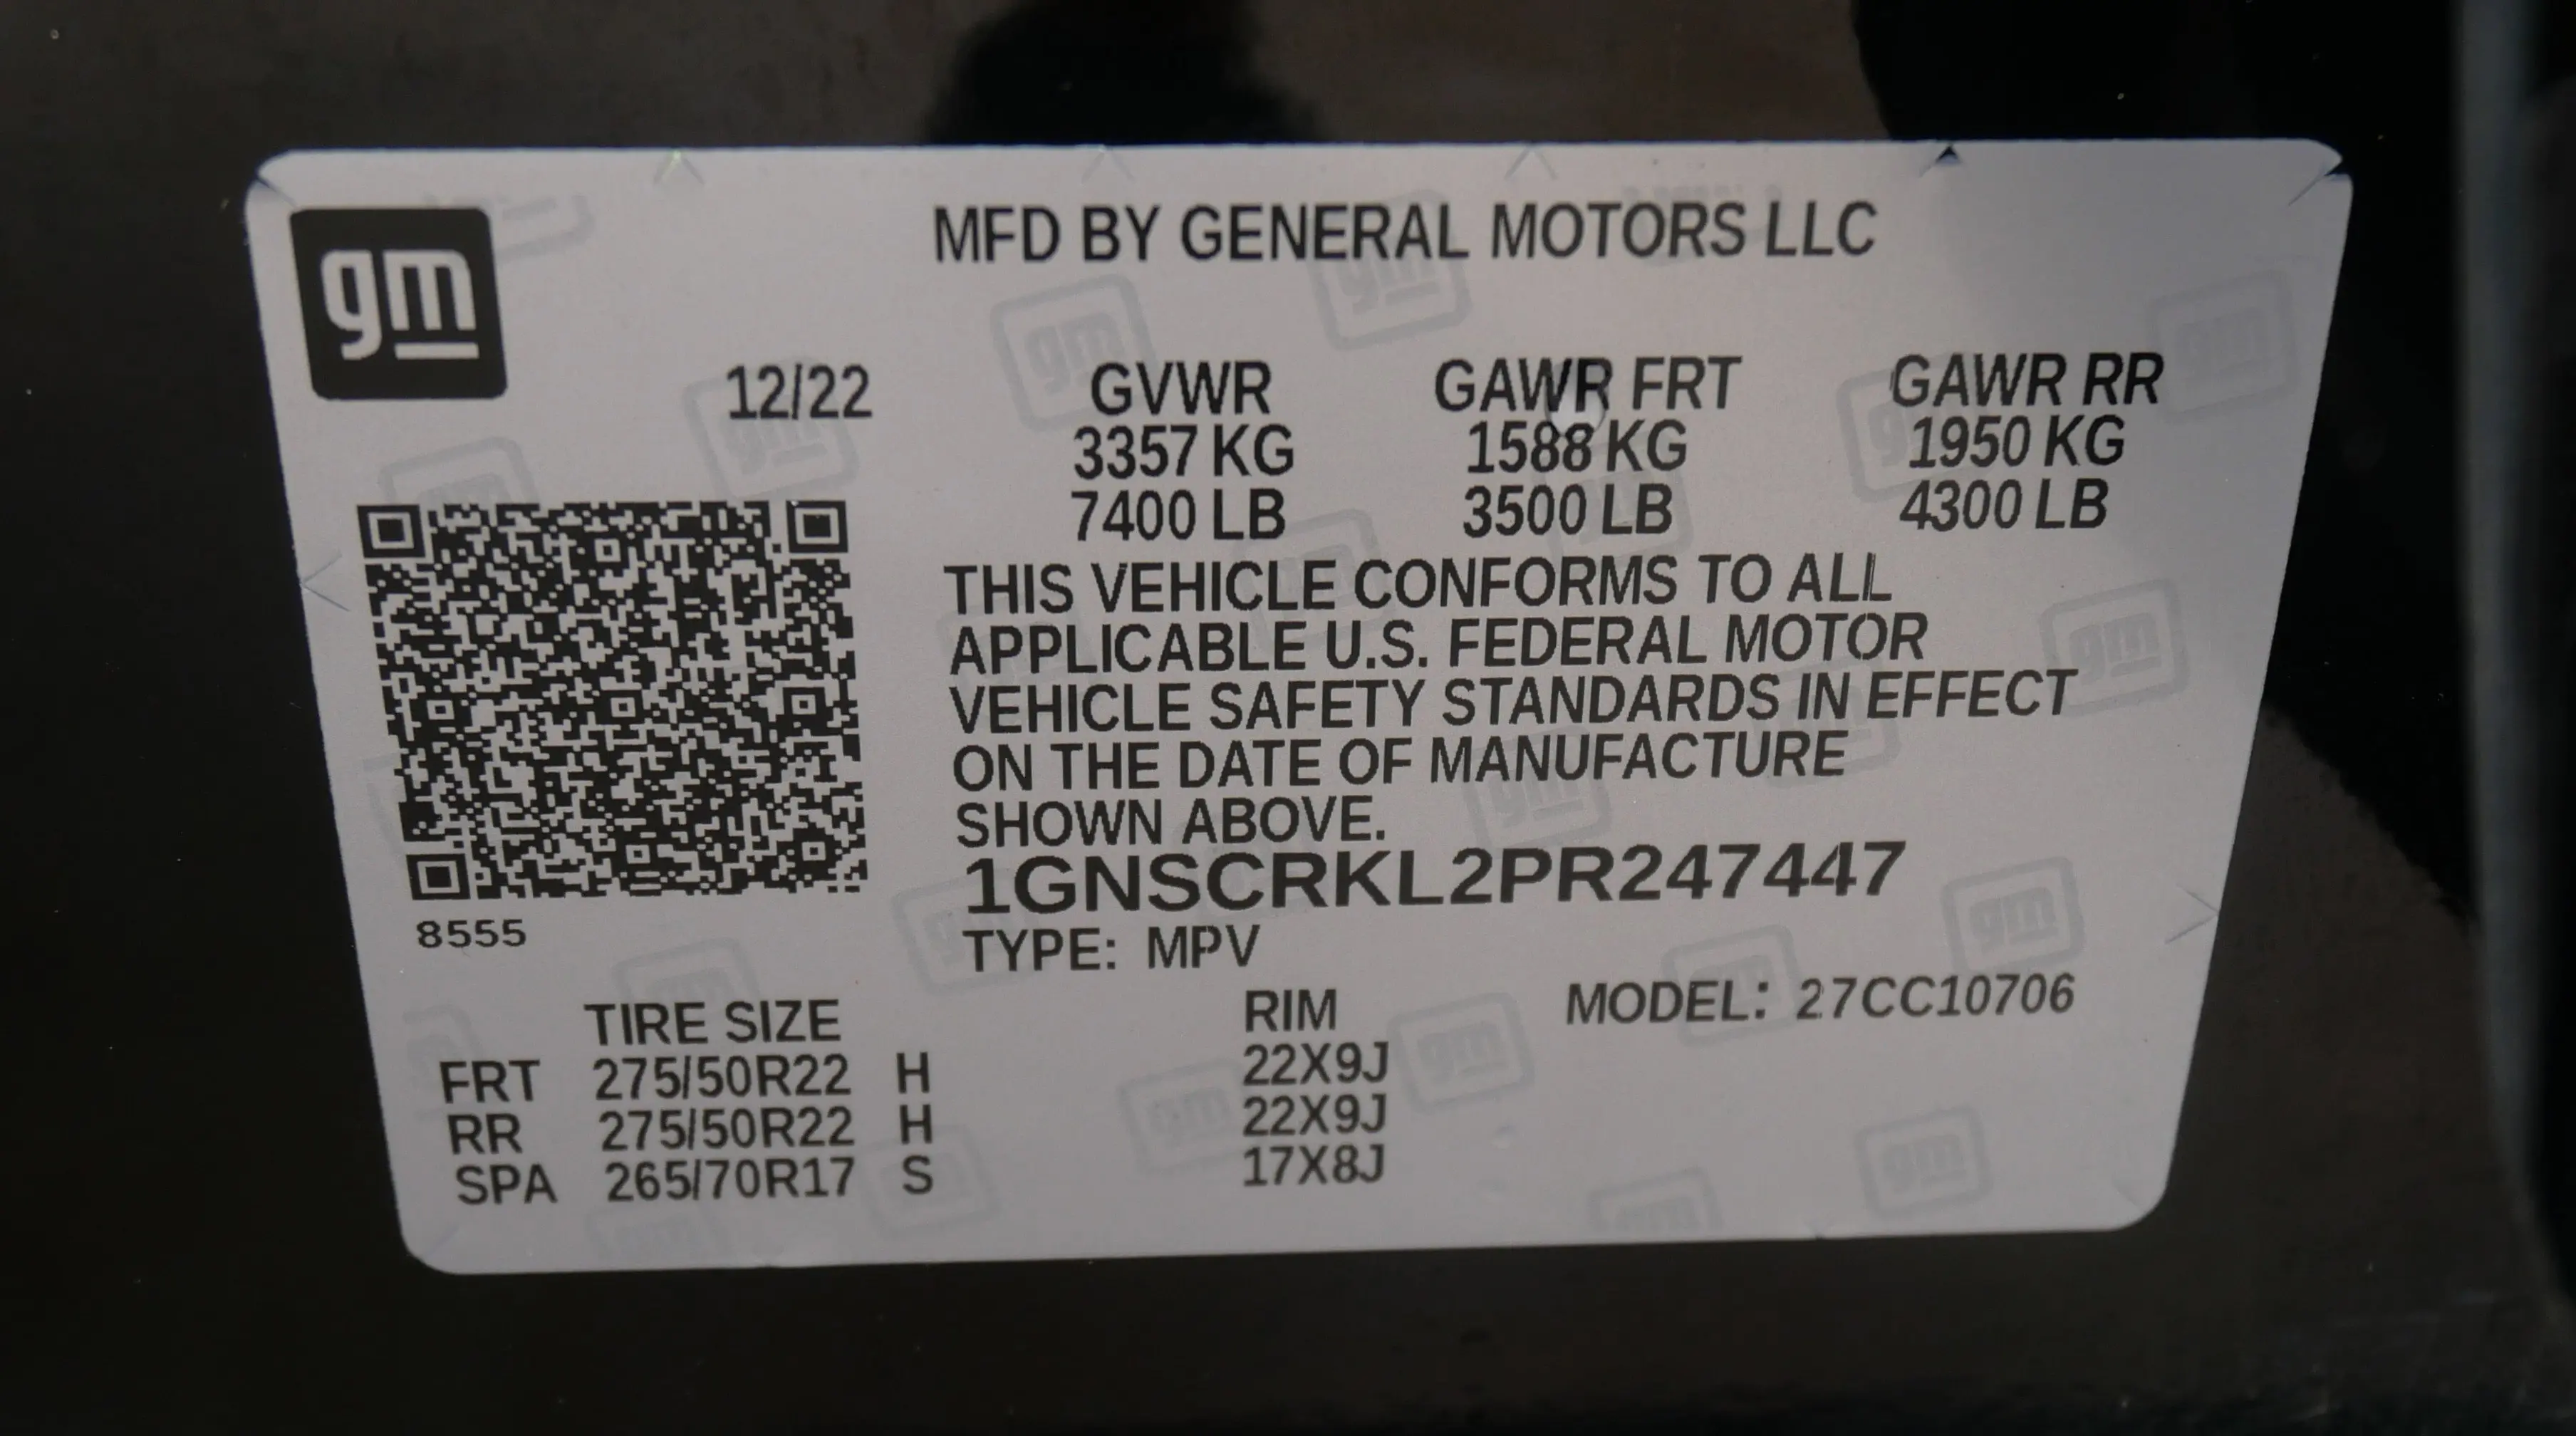 gm
MFD BY GENERAL MOTORS LLC
12/22 GVWR GAWR FRT GAWR RR
3357 KG 1588 KG 1950 KG
7400 LB 3500 LB 4300 LB
THIS VEHICLE CONFORMS TO ALL
APPLICABLE U.S. FEDERAL MOTOR
VEHICLE SAFETY STANDARDS IN EFFECT
ON THE DATE OF MANUFACTURE
SHOWN ABOVE.
1GNSCRKL2PR247447
8555
TYPE: MPV
TIRE SIZE RIM MODEL: 27CC10706
FRT 275/50R22 H 22X9J
RR 275/50R22 H 22X9J
SPA 265/70R17 S 17X8J